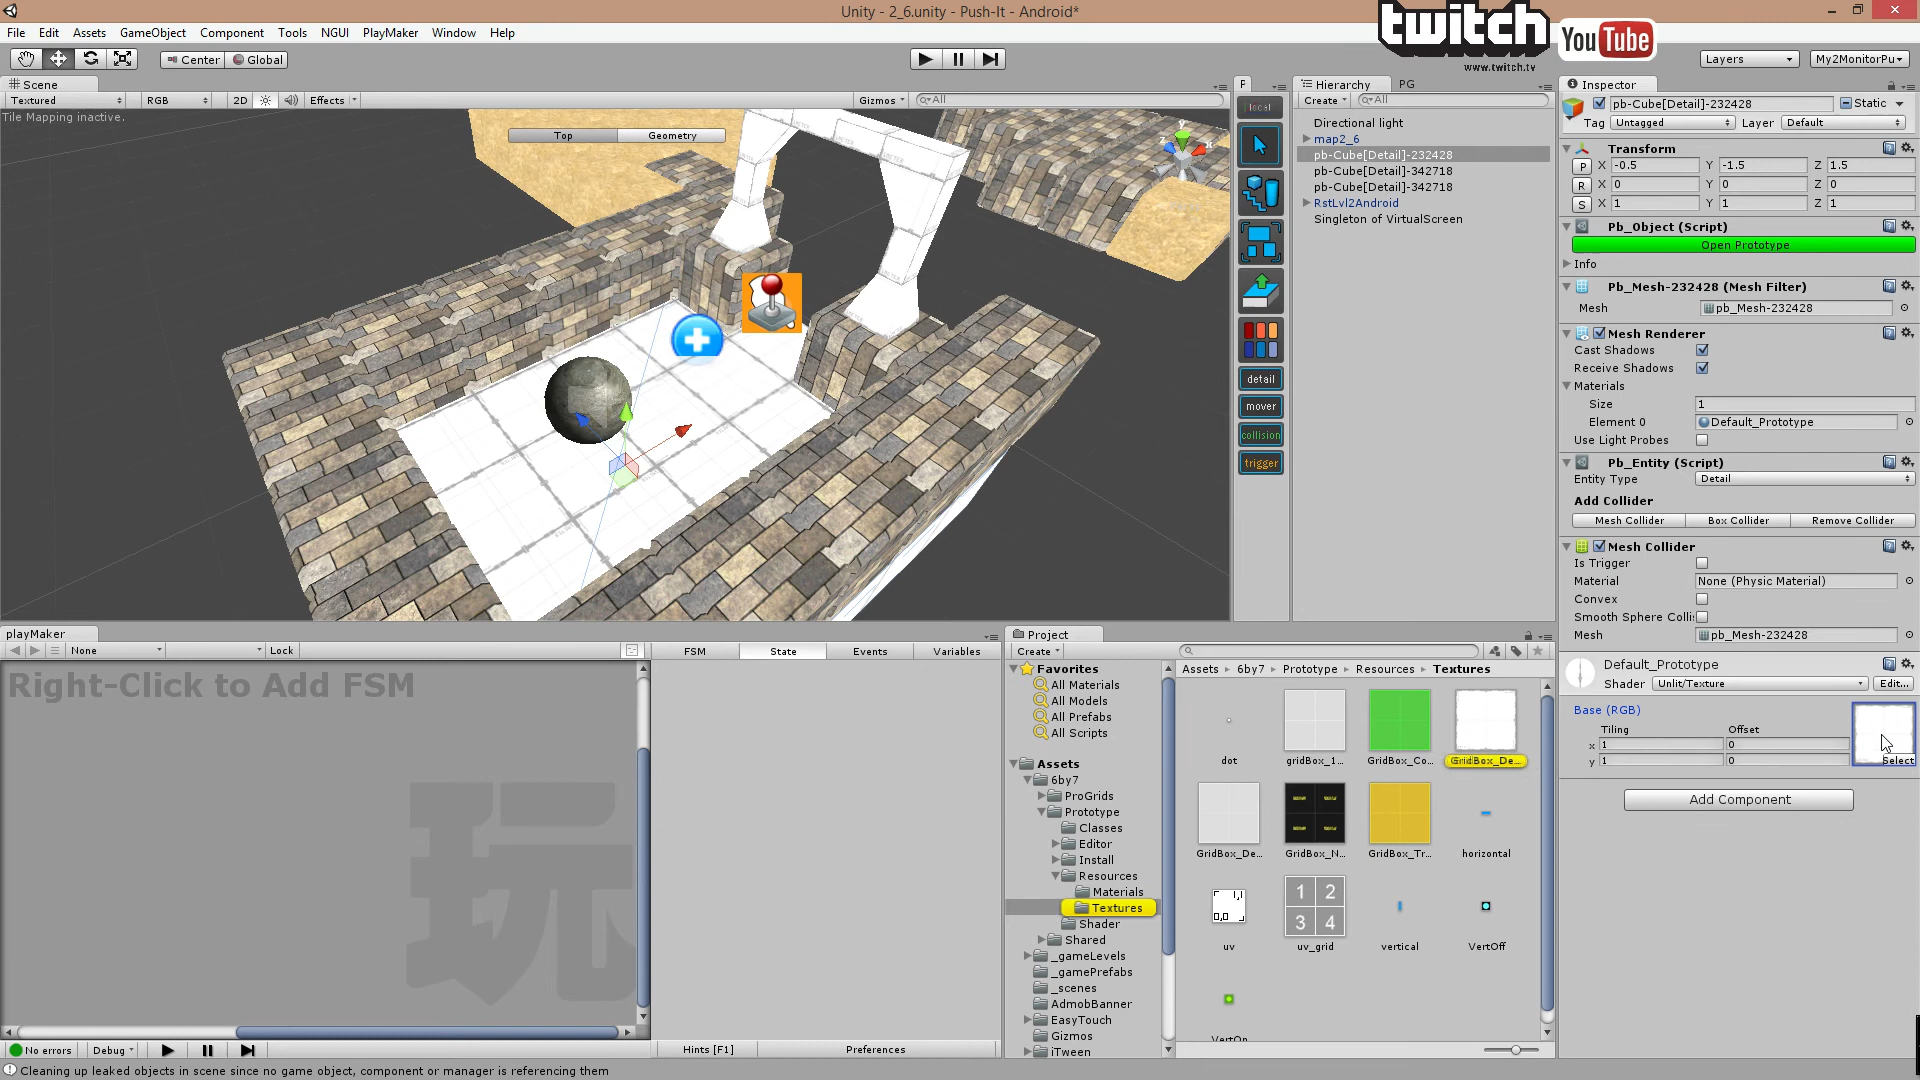 Unity - 2_6.unity - Push-It - Android*
twitch
www.twitch.tv
YouTube
File Edit Assets GameObject Component Tools NGUI PlayMaker Window Help
Center Global
Layers
My2MonitorPu
Scene
Textured RGB 2D Effects Gizmos All
Tile Mapping inactive.
Top Geometry
local
detail
mover
collision
trigger
Hierarchy PG
Create All
Directional light
map2_6
pb-Cube[Detail]-232428
pb-Cube[Detail]-342718
pb-Cube[Detail]-342718
RstLvl2Android
Singleton of VirtualScreen
Inspector
pb-Cube[Detail]-232428 Static
Tag Untagged Layer Default
Transform
P X -0.5 Y -1.5 Z 1.5
R X 0 Y 0 Z 0
S X 1 Y 1 Z 1
Pb_Object (Script)
Open Prototype
Info
Pb_Mesh-232428 (Mesh Filter)
Mesh pb_Mesh-232428
Mesh Renderer
Cast Shadows
Receive Shadows
Materials
Size 1
Element 0 Default_Prototype
Use Light Probes
Pb_Entity (Script)
Entity Type Detail
Add Collider
Mesh Collider Box Collider Remove Collider
Mesh Collider
Is Trigger
Material None (Physic Material)
Convex
Smooth Sphere Colli
Mesh pb_Mesh-232428
Default_Prototype
Shader Unlit/Texture Edit...
Base (RGB)
Tiling Offset
x 1 0
y 1 0
Select
Add Component
playMaker
None Lock
Right-Click to Add FSM
玩
No errors Debug
FSM State Events Variables
Hints [F1] Preferences
Project
Create
Favorites
All Materials
All Models
All Prefabs
All Scripts
Assets
6by7
ProGrids
Prototype
Classes
Editor
Install
Resources
Materials
Textures
Shader
Shared
_gameLevels
_gamePrefabs
_scenes
AdmobBanner
EasyTouch
Gizmos
iTween
Assets 6by7 Prototype Resources Textures
dot gridBox_1... GridBox_Co... GridBox_De...
GridBox_De... GridBox_N... GridBox_Tr... horizontal
1,1
0,0
1 2
3 4
uv uv_grid vertical VertOff
VertOn
Cleaning up leaked objects in scene since no game object, component or manager is referencing them